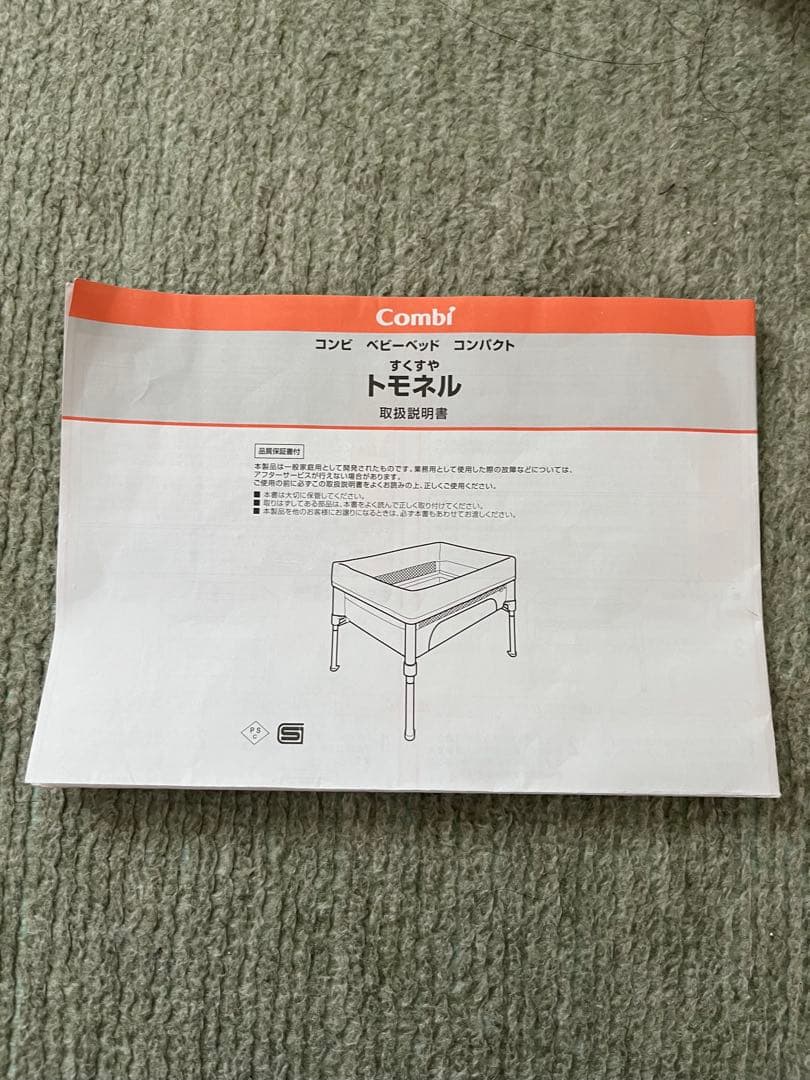 Combi
コンビ ベビーベッド コンパクト
すくすや
トモネル
取扱説明書
品質保証書付
本製品は一般家庭用として開発されたものです。業務用として使用した際の故障などについては、
アフターサービスが行えない場合があります。
ご使用の前に必ずこの取扱説明書をよくお読みの上、正しくご使用ください。
■ 本書は大切に保管してください。
■ 取りはずしてある部品は、本書をよく読んで正しく取り付けてください。
■ 本製品を他のお客様にお譲りになるときは、必ず本書もあわせてお渡しください。
PS
C
SG